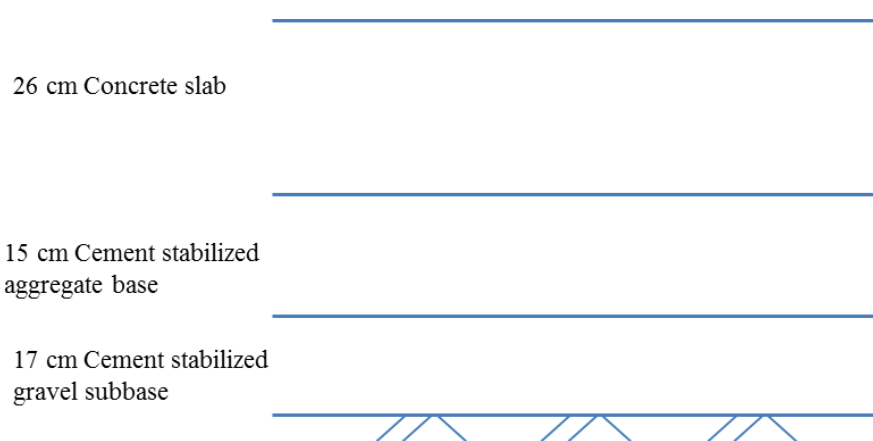 26 cm Concrete slab
15 cm Cement stabilized
aggregate base
17 cm Cement stabilized
gravel subbase